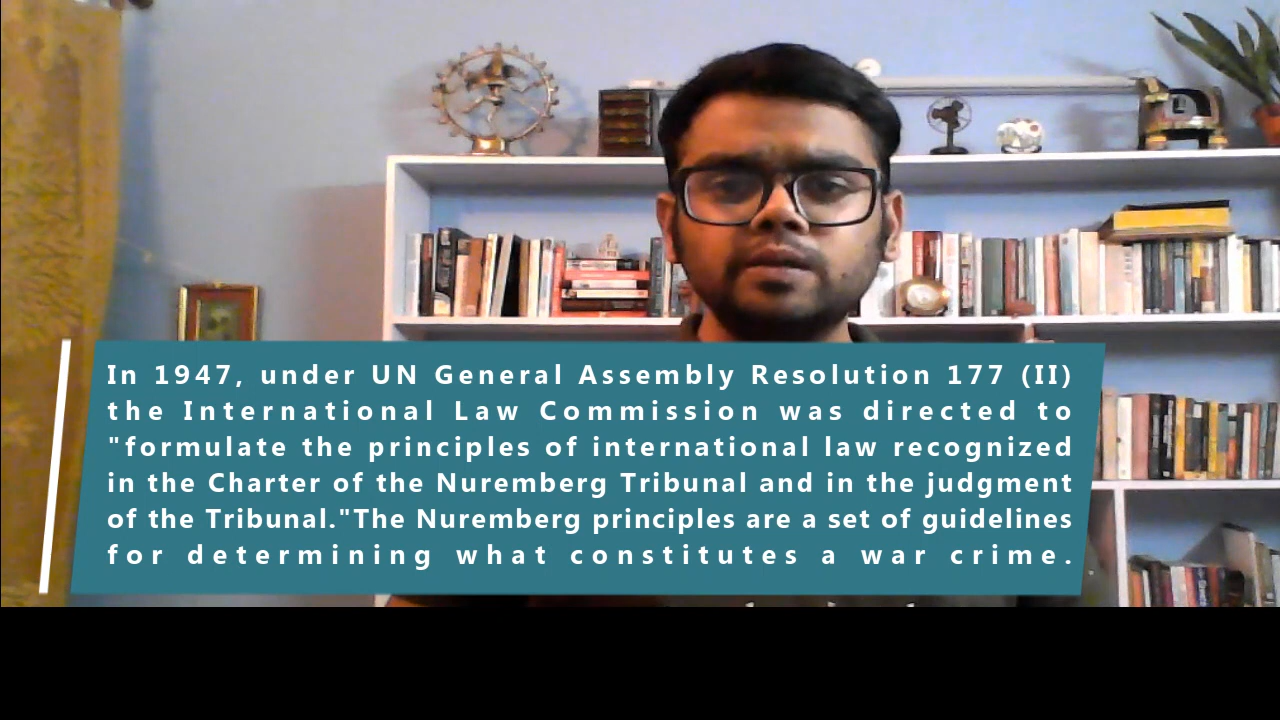 In 1947, under UN General Assembly Resolution 177 (II)
the International Law Commission was directed to
"formulate the principles of international law recognized
in the Charter of the Nuremberg Tribunal and in the judgment
of the Tribunal."The Nuremberg principles are a set of guidelines
for determining what constitutes a war crime.